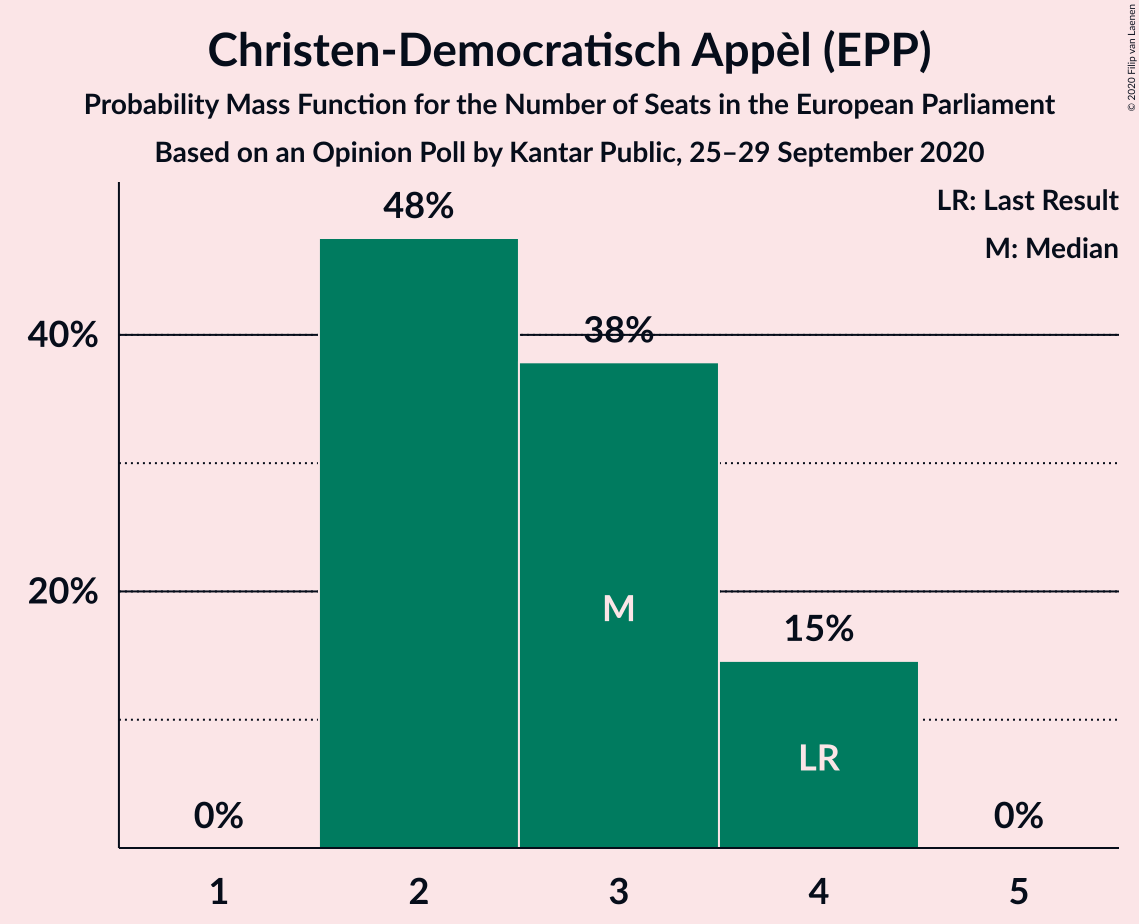 Christen-Democratisch Appèl (EPP)
Probability Mass Function for the Number of Seats in the European Parliament
Based on an Opinion Poll by Kantar Public, 25–29 September 2020
© 2020 Filip van Laenen
LR: Last Result
M: Median
48%
40%
38%
20%
M
15%
LR
0%
0%
1 2 3 4 5